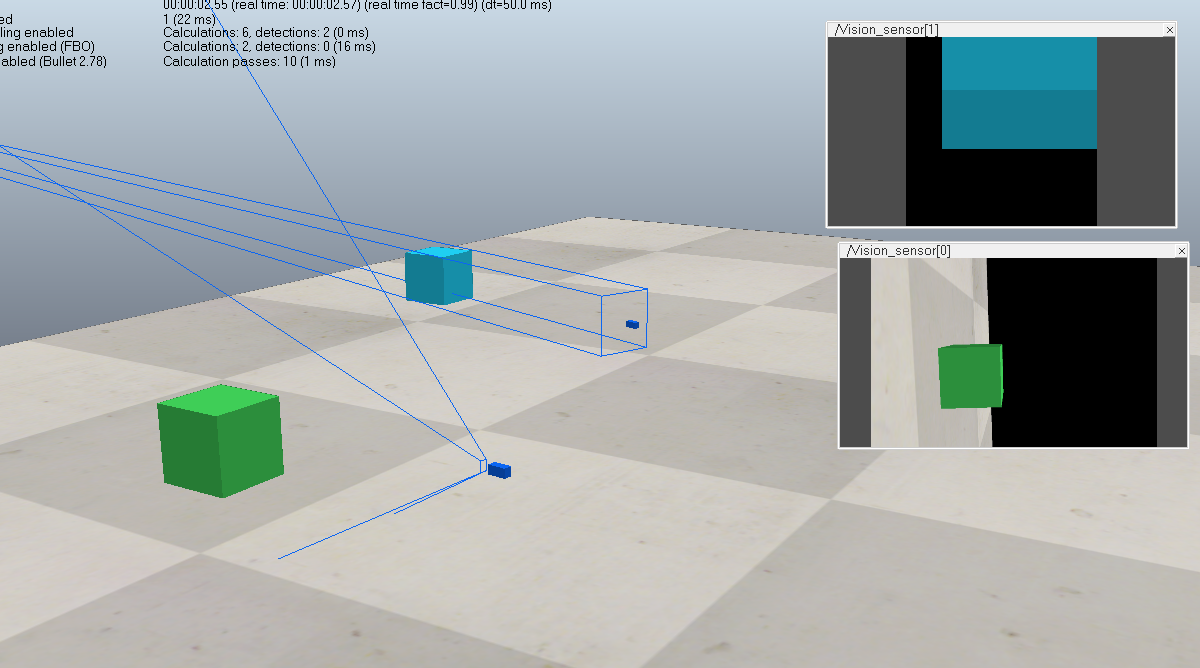 00:00:02.55 (real time: 00:00:02.57) (real time fact=0.99) (dt=50.0 ms)
ed 1 (22 ms)
ling enabled Calculations: 6, detections: 2 (0 ms)
g enabled (FBO) Calculations: 2, detections: 0 (16 ms)
abled (Bullet 2.78) Calculation passes: 10 (1 ms)
/Vision_sensor[1]
/Vision_sensor[0]